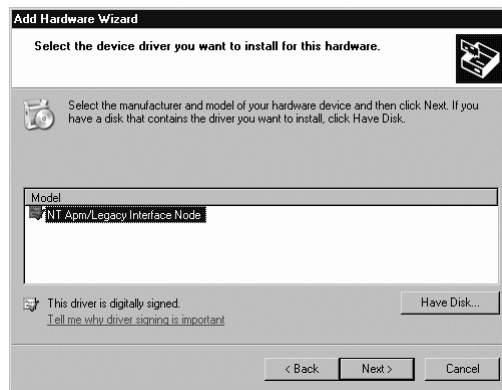 Add Hardware Wizard
Select the device driver you want to install for this hardware.
Select the manufacturer and model of your hardware device and then click Next. If you
have a disk that contains the driver you want to install, click Have Disk.
Model
NT Apm/Legacy Interface Node
This driver is digitally signed.
Have Disk...
Tell me why driver signing is important
< Back
Next >
Cancel